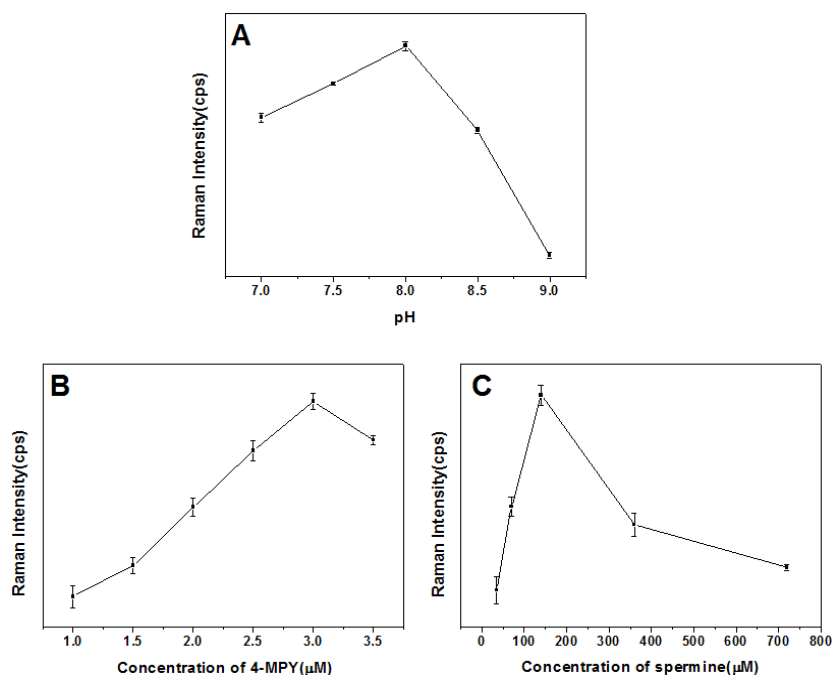 A
Raman Intensity(cps)
7.0 7.5 8.0 8.5 9.0
pH
B
Raman Intensity(cps)
1.0 1.5 2.0 2.5 3.0 3.5
Concentration of 4-MPY(μM)
C
Raman Intensity(cps)
0 100 200 300 400 500 600 700 800
Concentration of spermine(μM)